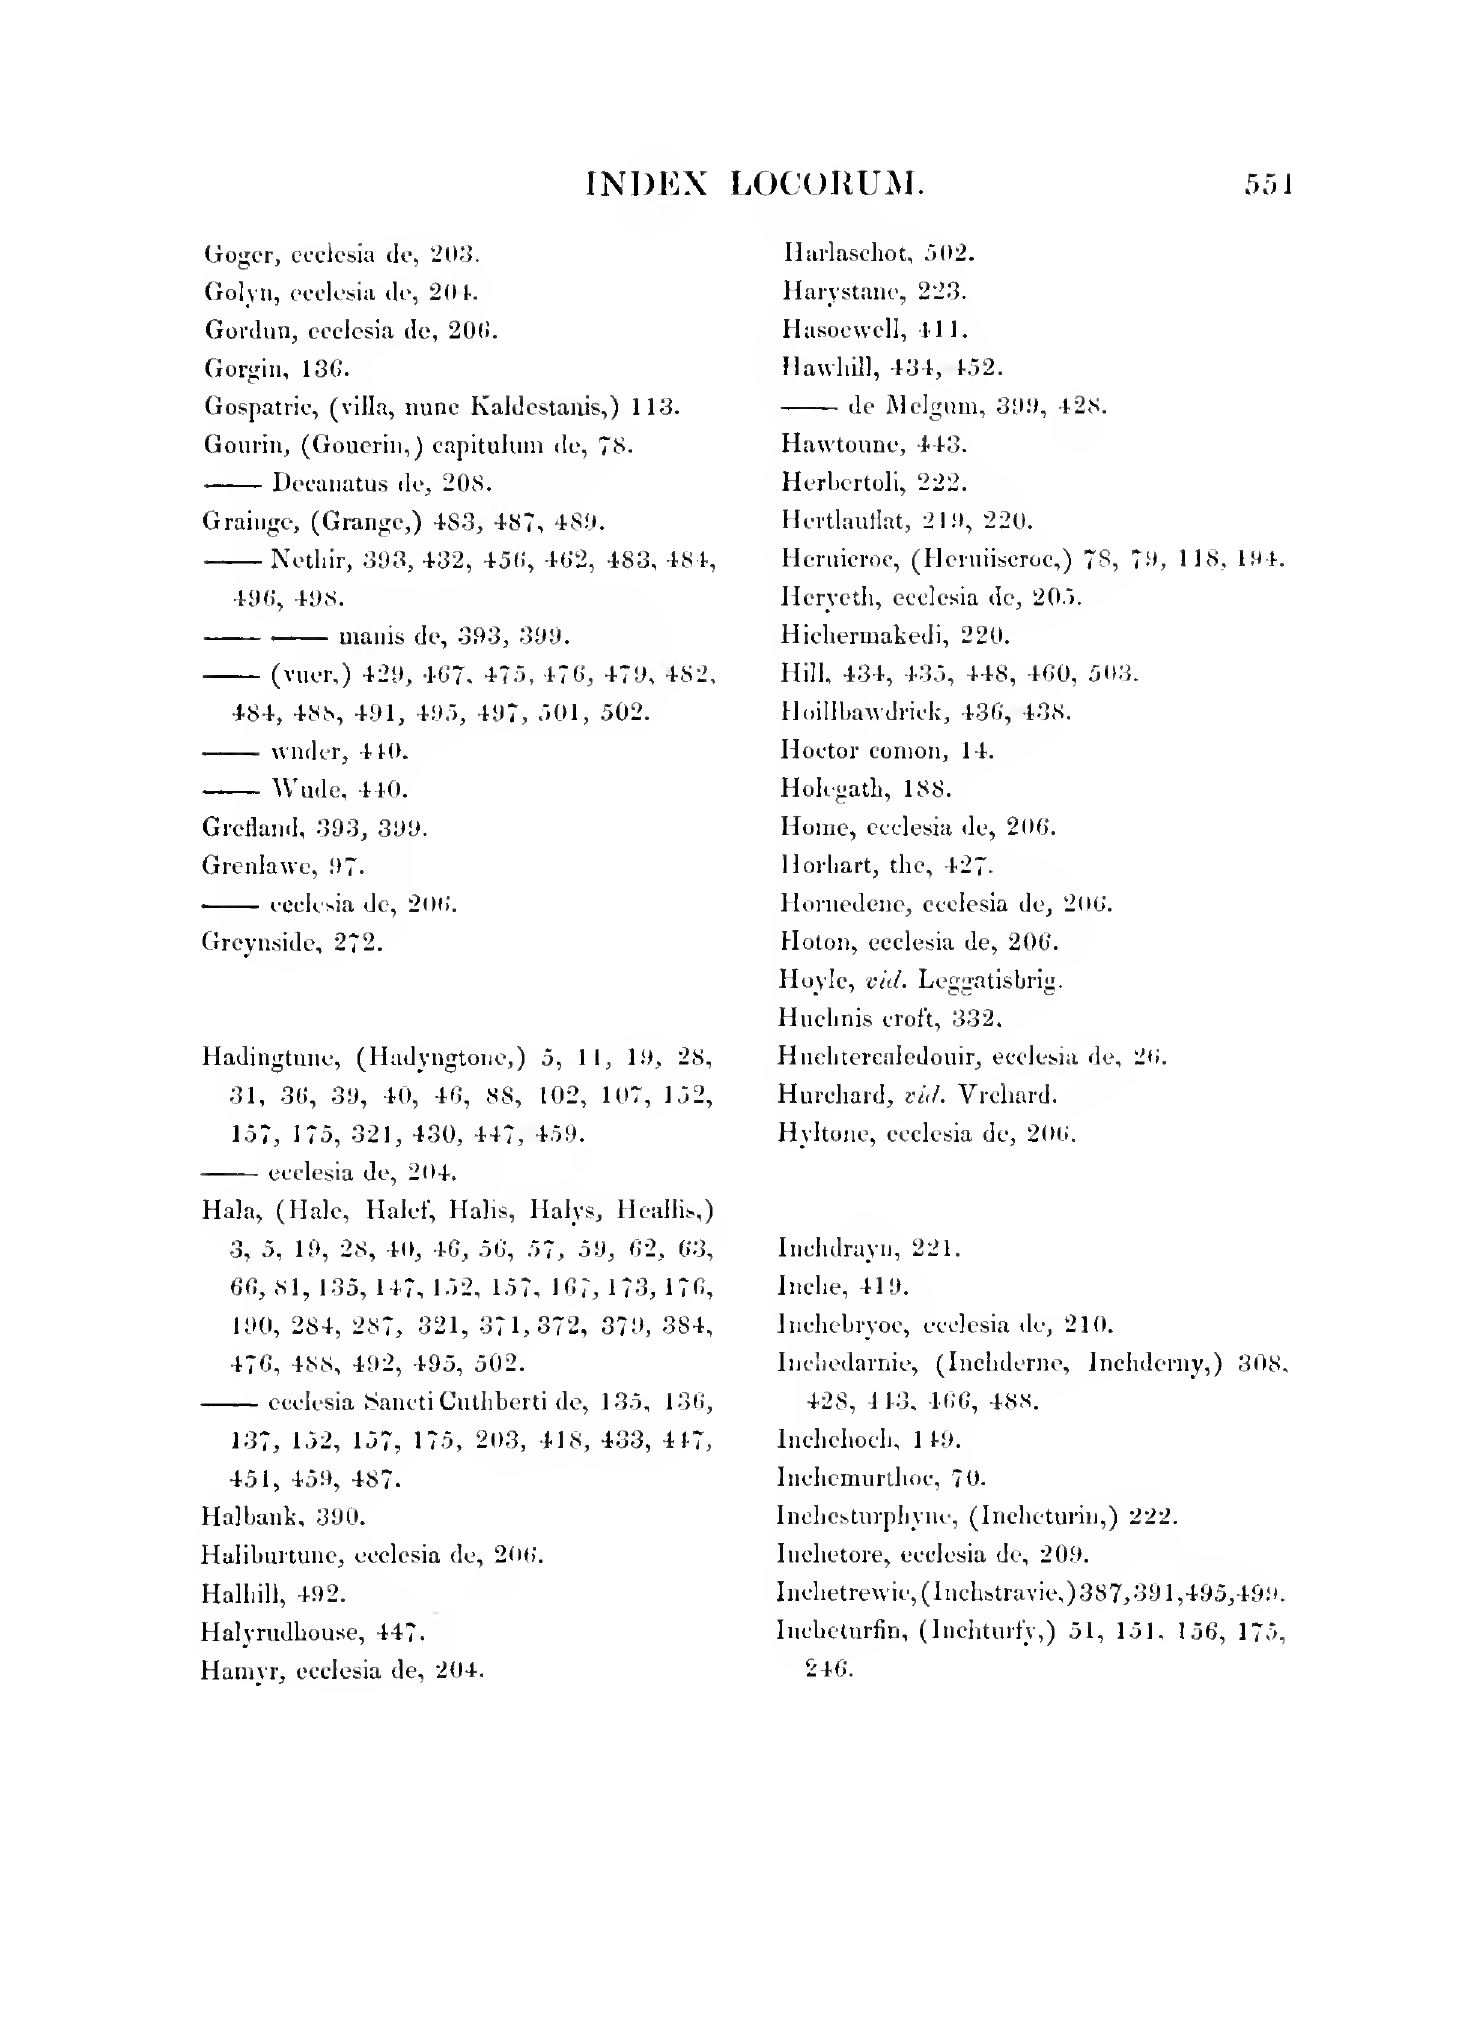 INDEX LOCORUM. 551
Goger, ecclesia de, 203.
Golyn, ecclesia de, 204.
Gordun, ecclesia de, 206.
Gorgin, 136.
Gospatric, (villa, nunc Kaldestanis,) 113.
Gourin, (Gouerin,) capitulum de, 78.
—— Decanatus de, 208.
Grainge, (Grange,) 483, 487, 489.
—— Nethir, 393, 432, 456, 462, 483, 484,
496, 498.
—— —— manis de, 393, 399.
—— (vuer,) 429, 467, 475, 476, 479, 482,
484, 488, 491, 495, 497, 501, 502.
—— wnder, 440.
—— Wude, 440.
Grefland, 393, 399.
Grenlawe, 97.
—— ecclesia de, 206.
Greynside, 272.
Hadingtune, (Hadyngtone,) 5, 11, 19, 28,
31, 36, 39, 40, 46, 88, 102, 107, 152,
157, 175, 321, 430, 447, 459.
—— ecclesia de, 204.
Hala, (Hale, Halef, Halis, Halys, Heallis,)
3, 5, 19, 28, 40, 46, 56, 57, 59, 62, 63,
66, 81, 135, 147, 152, 157, 167, 173, 176,
190, 284, 287, 321, 371, 372, 379, 384,
476, 488, 492, 495, 502.
—— ecclesia Sancti Cuthberti de, 135, 136,
137, 152, 157, 175, 203, 418, 433, 447,
451, 459, 487.
Halbank, 390.
Haliburtune, ecclesia de, 206.
Halhill, 492.
Halyrudhouse, 447.
Hamyr, ecclesia de, 204.
Harlaschot, 502.
Harystane, 223.
Hasoewell, 411.
Hawhill, 434, 452.
—— de Melgum, 399, 428.
Hawtoune, 443.
Herbertoli, 222.
Hertlauflat, 219, 220.
Heruieroc, (Heruiiseroc,) 78, 79, 118, 194.
Heryeth, ecclesia de, 205.
Hichermakedi, 220.
Hill, 434, 435, 448, 460, 503.
Hoillbawdrick, 436, 438.
Hoctor comon, 14.
Holegath, 188.
Home, ecclesia de, 206.
Horhart, the, 427.
Hornedene, ecclesia de, 206.
Hoton, ecclesia de, 206.
Hoyle, vid. Leggatisbrig.
Huchnis croft, 332.
Huchtercaledouir, ecclesia de, 26.
Hurchard, vid. Vrchard.
Hyltone, ecclesia de, 206.
Inchdrayn, 221.
Inche, 419.
Inchebryoc, ecclesia de, 210.
Inchedarnie, (Inchderne, Inchderny,) 308,
428, 443, 466, 488.
Inchehoch, 149.
Inchemurthoc, 70.
Inchesturphyne, (Incheturin,) 222.
Inchetore, ecclesia de, 209.
Inchetrewie, (Inchstravie,) 387, 391, 495, 499.
Incheturfin, (Inchturfy,) 51, 151, 156, 175,
246.